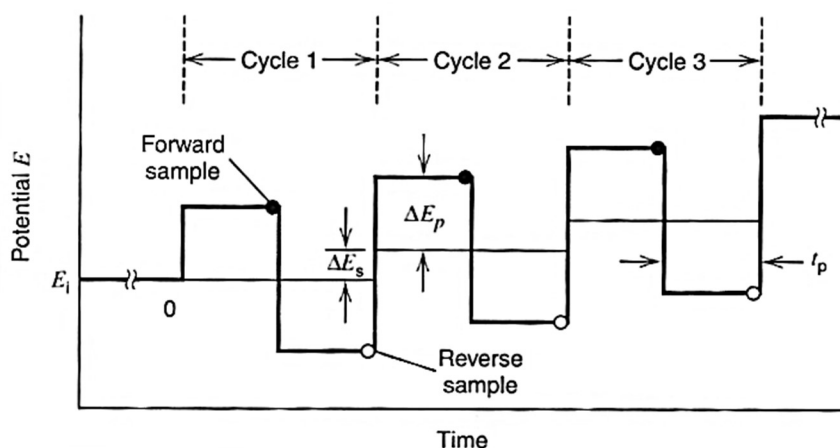 Cycle 1
Cycle 2
Cycle 3
Forward
sample
ΔE_p
ΔE_s
t_p
E_i
0
Reverse
sample
Potential E
Time